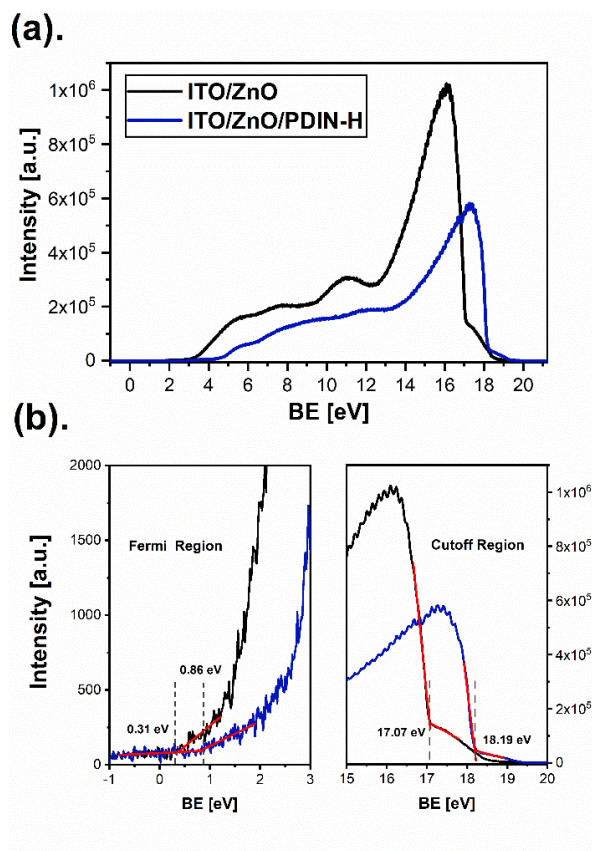 (a).
ITO/ZnO
ITO/ZnO/PDIN-H
Intensity [a.u.]
1x10⁶
8x10⁵
6x10⁵
4x10⁵
2x10⁵
0
0 2 4 6 8 10 12 14 16 18 20
BE [eV]
(b).
Intensity [a.u.]
2000
1500
1000
500
0
Fermi Region
0.86 eV
0.31 eV
-1 0 1 2 3
BE [eV]
Cutoff Region
17.07 eV
18.19 eV
1x10⁶
8x10⁵
6x10⁵
4x10⁵
2x10⁵
0
15 16 17 18 19 20
BE [eV]